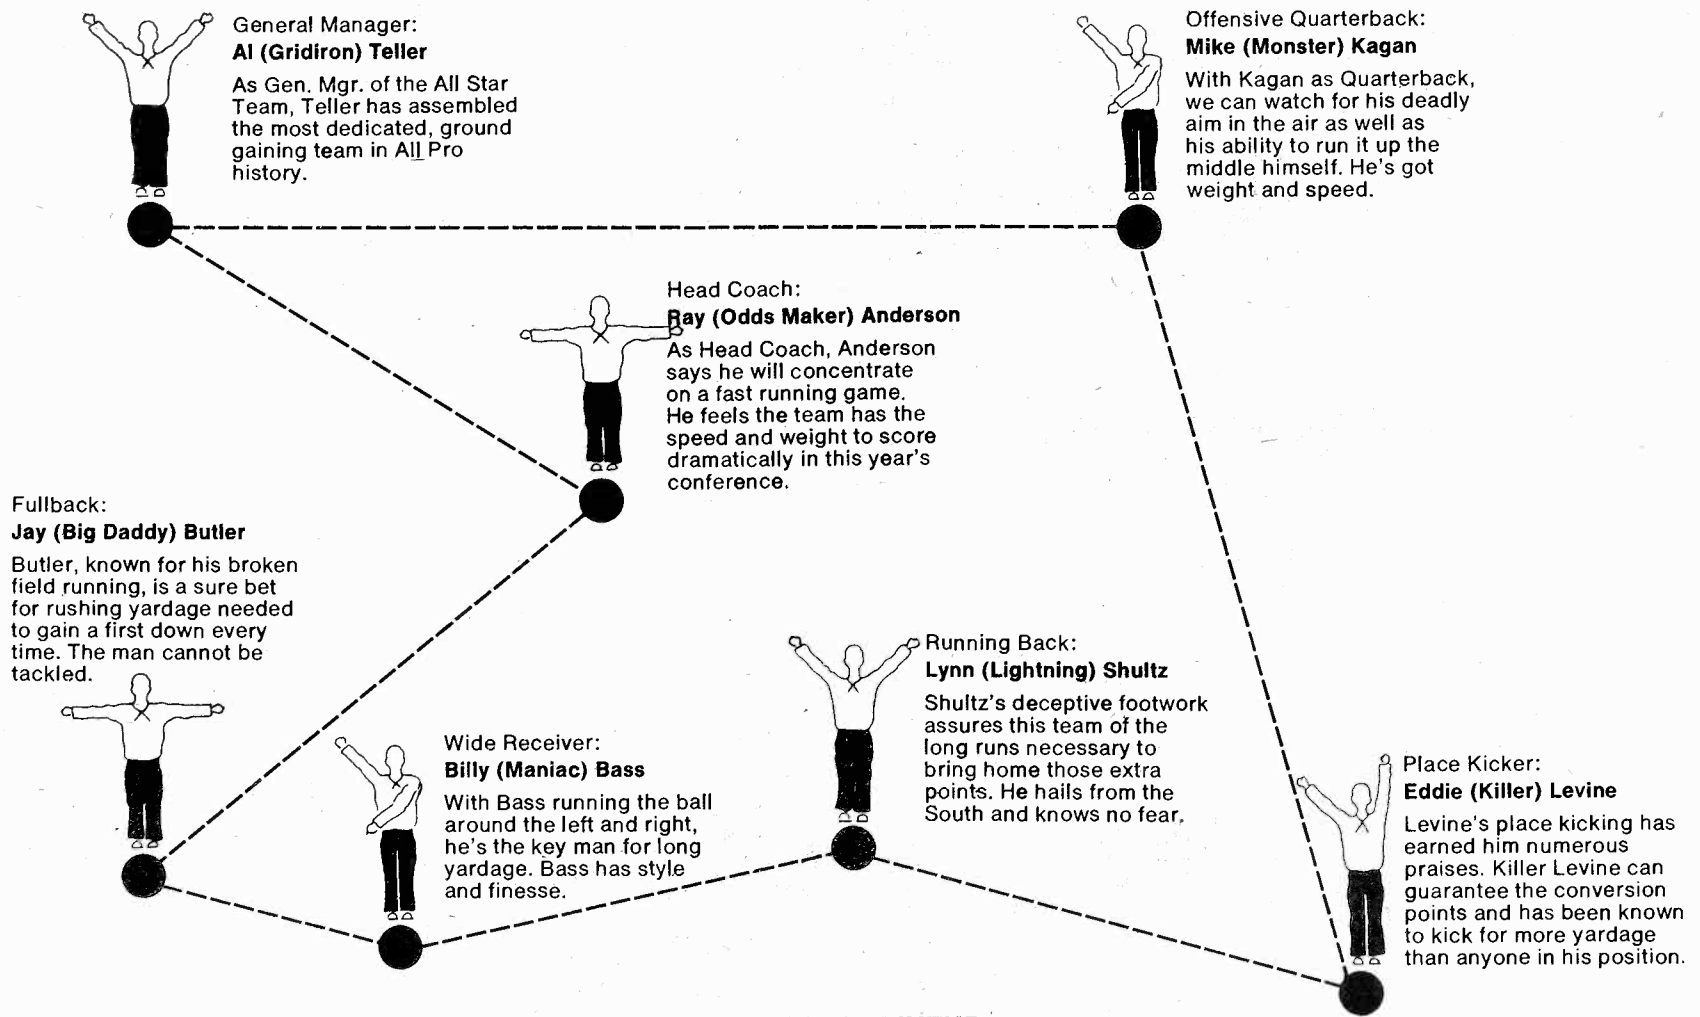 General Manager:
Al (Gridiron) Teller
As Gen. Mgr. of the All Star
Team, Teller has assembled
the most dedicated, ground
gaining team in All Pro
history.
Offensive Quarterback:
Mike (Monster) Kagan
With Kagan as Quarterback,
we can watch for his deadly
aim in the air as well as
his ability to run it up the
middle himself. He's got
weight and speed.
Head Coach:
Ray (Odds Maker) Anderson
As Head Coach, Anderson
says he will concentrate
on a fast running game.
He feels the team has the
speed and weight to score
dramatically in this year's
conference.
Fullback:
Jay (Big Daddy) Butler
Butler, known for his broken
field running, is a sure bet
for rushing yardage needed
to gain a first down every
time. The man cannot be
tackled.
Wide Receiver:
Billy (Maniac) Bass
With Bass running the ball
around the left and right,
he's the key man for long
yardage. Bass has style
and finesse.
Running Back:
Lynn (Lightning) Shultz
Shultz's deceptive footwork
assures this team of the
long runs necessary to
bring home those extra
points. He hails from the
South and knows no fear.
Place Kicker:
Eddie (Killer) Levine
Levine's place kicking has
earned him numerous
praises. Killer Levine can
guarantee the conversion
points and has been known
to kick for more yardage
than anyone in his position.